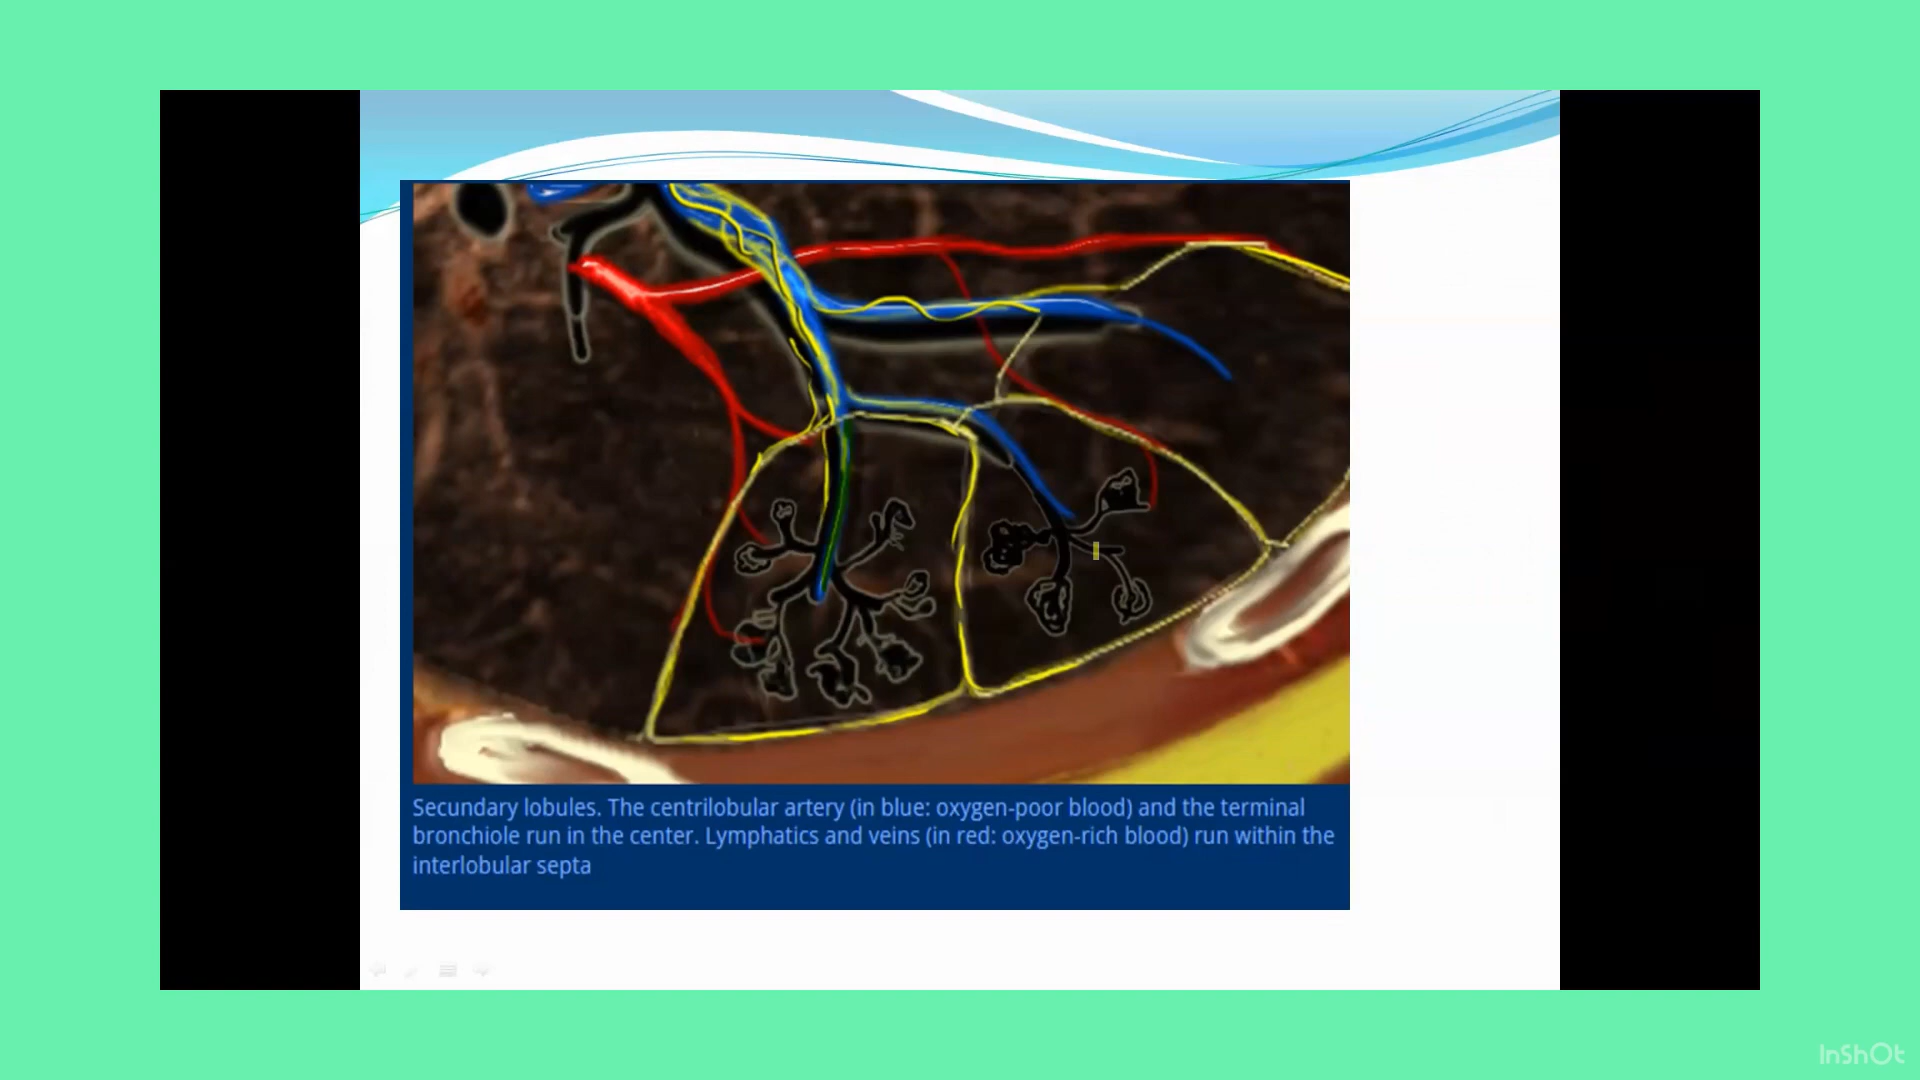 Secundary lobules. The centrilobular artery (in blue: oxygen-poor blood) and the terminal
bronchiole run in the center. Lymphatics and veins (in red: oxygen-rich blood) run within the
interlobular septa
InShOt